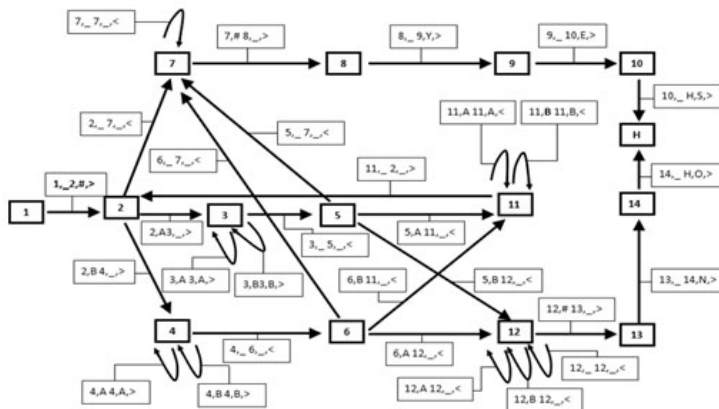 7,_ 7,_,<
7,# 8,_,>
8,_ 9,Y,>
9,_ 10,E,>
7
8
9
10
10,_ H,S,>
2,_ 7,_,<
5,_ 7,_,<
11,A 11,A,<
11,B 11,B,<
H
6,_ 7,_,<
11,_ 2,_,>
14,_ H,O,>
1,_2,#,>
1
2
3
5
11
14
2,A3,_,>
3,_ 5,_,<
5,A 11,_,<
2,B 4,_,>
3,A 3,A,>
3,B3,B,>
6,B 11,_,<
5,B 12,_,<
13,_ 14,N,>
12,# 13,_,>
4
6
12
13
4,_ 6,_,<
6,A 12,_,<
12,_ 12,_,<
4,A 4,A,>
4,B 4,B,>
12,A 12,_,<
12,B 12,_,<